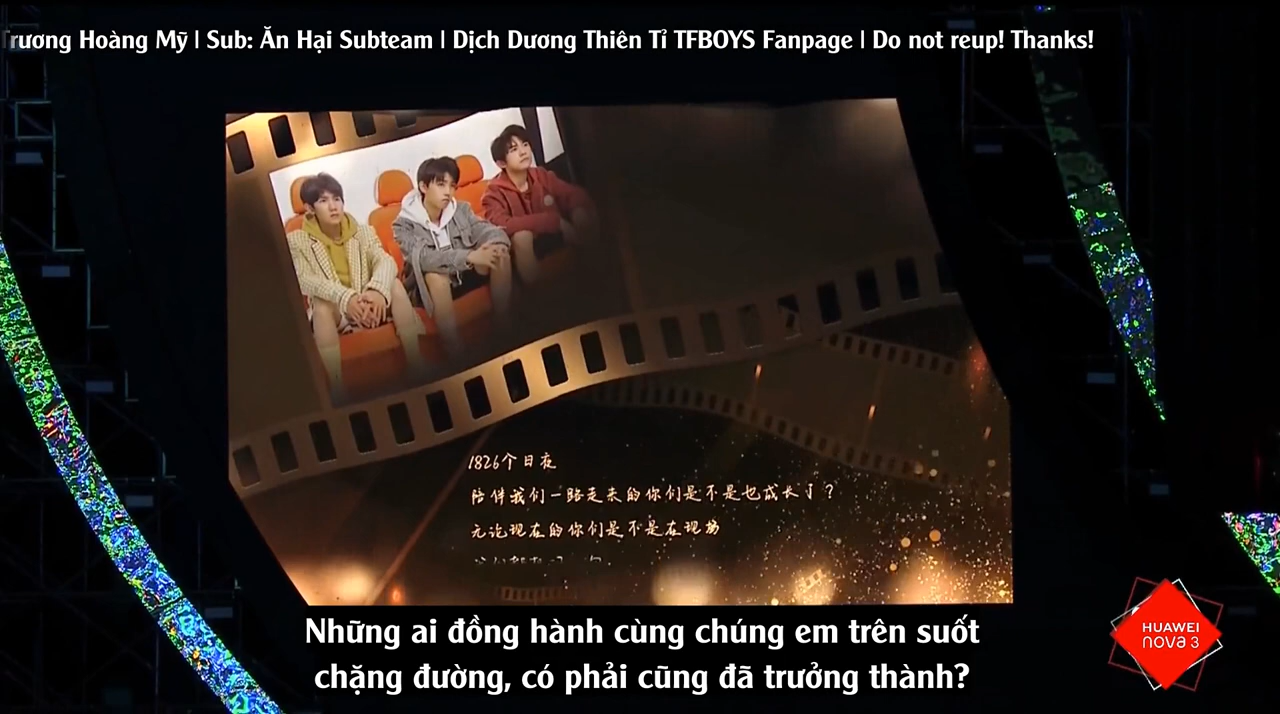 Trương Hoàng Mỹ | Sub: Ăn Hại Subteam | Dịch Dương Thiên Tỉ TFBOYS Fanpage | Do not reup! Thanks!
1826个日夜
陪伴我们一路走来的你们是不是也成长了?
无论现在的你们是不是在现场
HUAWEI
nova 3
Những ai đồng hành cùng chúng em trên suốt
chặng đường, có phải cũng đã trưởng thành?